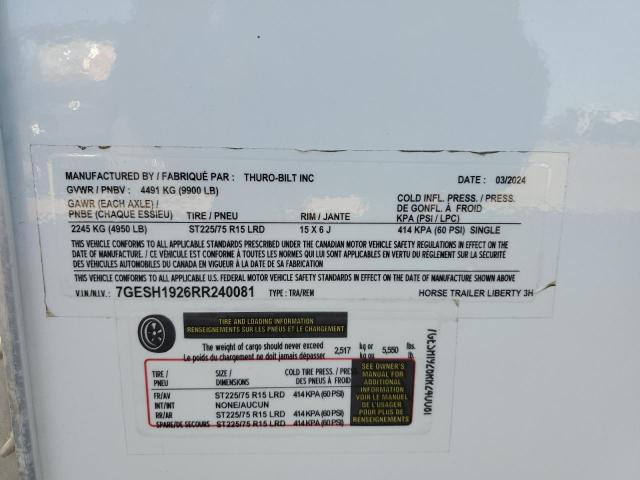 MANUFACTURED BY / FABRIQUÉ PAR : THURO-BILT INC DATE : 03/2024
GVWR / PNBV : 4491 KG (9900 LB)
GAWR (EACH AXLE) / PNBE (CHAQUE ESSIEU) TIRE / PNEU RIM / JANTE COLD INFL. PRESS. / PRESS. DE GONFL. À FROID KPA (PSI / LPC)
2245 KG (4950 LB) ST225/75 R15 LRD 15 X 6 J 414 KPA (60 PSI) SINGLE
THIS VEHICLE CONFORMS TO ALL APPLICABLE STANDARDS PRESCRIBED UNDER THE CANADIAN MOTOR VEHICLE SAFETY REGULATIONS IN EFFECT ON
THE DATE OF MANUFACTURE / CE VÉHICULE EST CONFORME À TOUTES LES NORMES QUI LUI SONT APPLICABLES EN VERTU DU RÈGLEMENT SUR LA SÉCURITÉ
DES VÉHICULES AUTOMOBILES DU CANADA EN VIGUEUR À LA DATE DE SA FABRICATION
THIS VEHICLE CONFORMS TO ALL APPLICABLE U.S. FEDERAL MOTOR VEHICLE SAFETY STANDARDS IN EFFECT ON THE DATE OF MANUFACTURE SHOWN ABOVE
V.I.N./N.I.V.: 7GESH1926RR240081 TYPE : TRA/REM HORSE TRAILER LIBERTY 3H
TIRE AND LOADING INFORMATION
RENSEIGNEMENTS SUR LES PNEUS ET LE CHARGEMENT
The weight of cargo should never exceed
Le poids du chargement ne doit jamais dépasser 2,517 kg or kg ou 5,550 lbs. lb.
TIRE / PNEU SIZE / DIMENSIONS COLD TIRE PRESS. / PRESS. DES PNEUS À FROID
FR/AV ST225/75 R15 LRD 414 KPA (60 PSI)
INT/INT NONE/AUCUN
RR/AR ST225/75 R15 LRD 414 KPA (60 PSI)
SPARE/DE SECOURS ST225/75 R15 LRD 414 KPA (60 PSI)
SEE OWNER'S
MANUAL FOR
ADDITIONAL
INFORMATION
VOIR LE MANUEL
DE L'USAGER
POUR PLUS DE
RENSEIGNEMENTS
7GESH1926RR240081